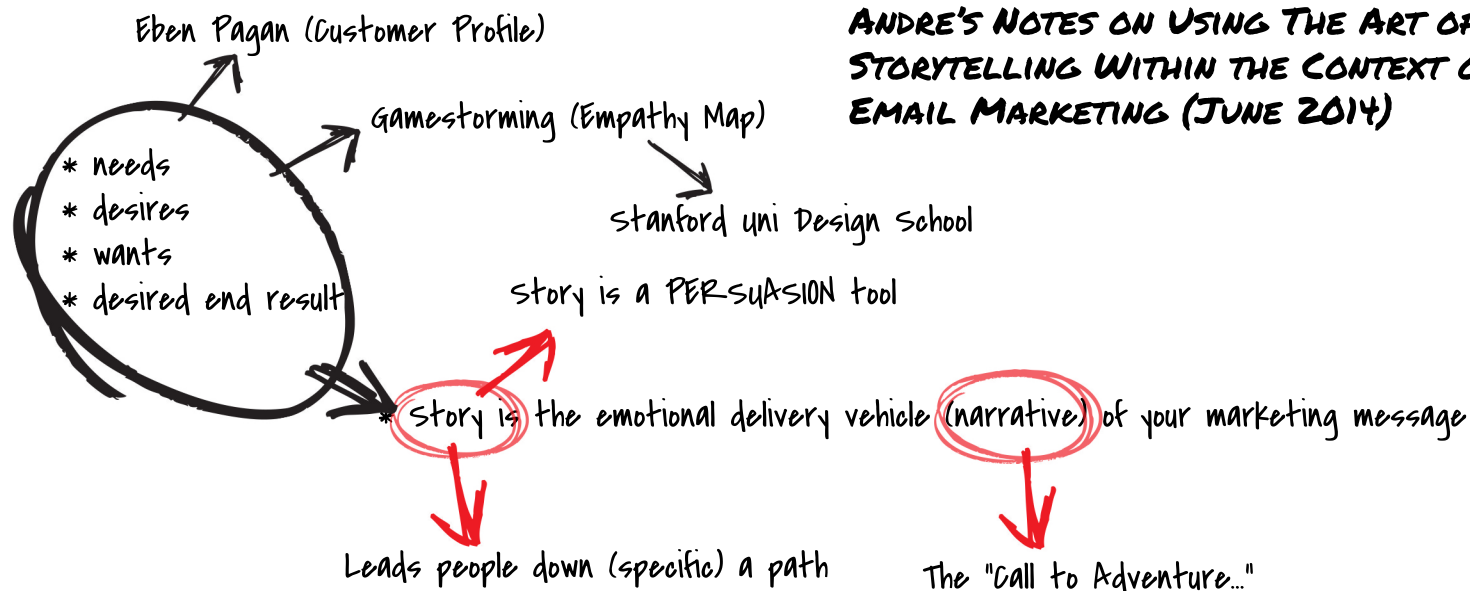 Eben Pagan (Customer Profile)
ANDRE'S NOTES ON USING THE ART OF
STORYTELLING WITHIN THE CONTEXT O
EMAIL MARKETING (JUNE 2014)
Gamestorming (Empathy Map)
* needs
* desires
* wants
* desired end result
Stanford uni Design School
Story is a PERSUASION tool
* Story is the emotional delivery vehicle (narrative) of your marketing message
Leads people down (specific) a path
The "Call to Adventure..."